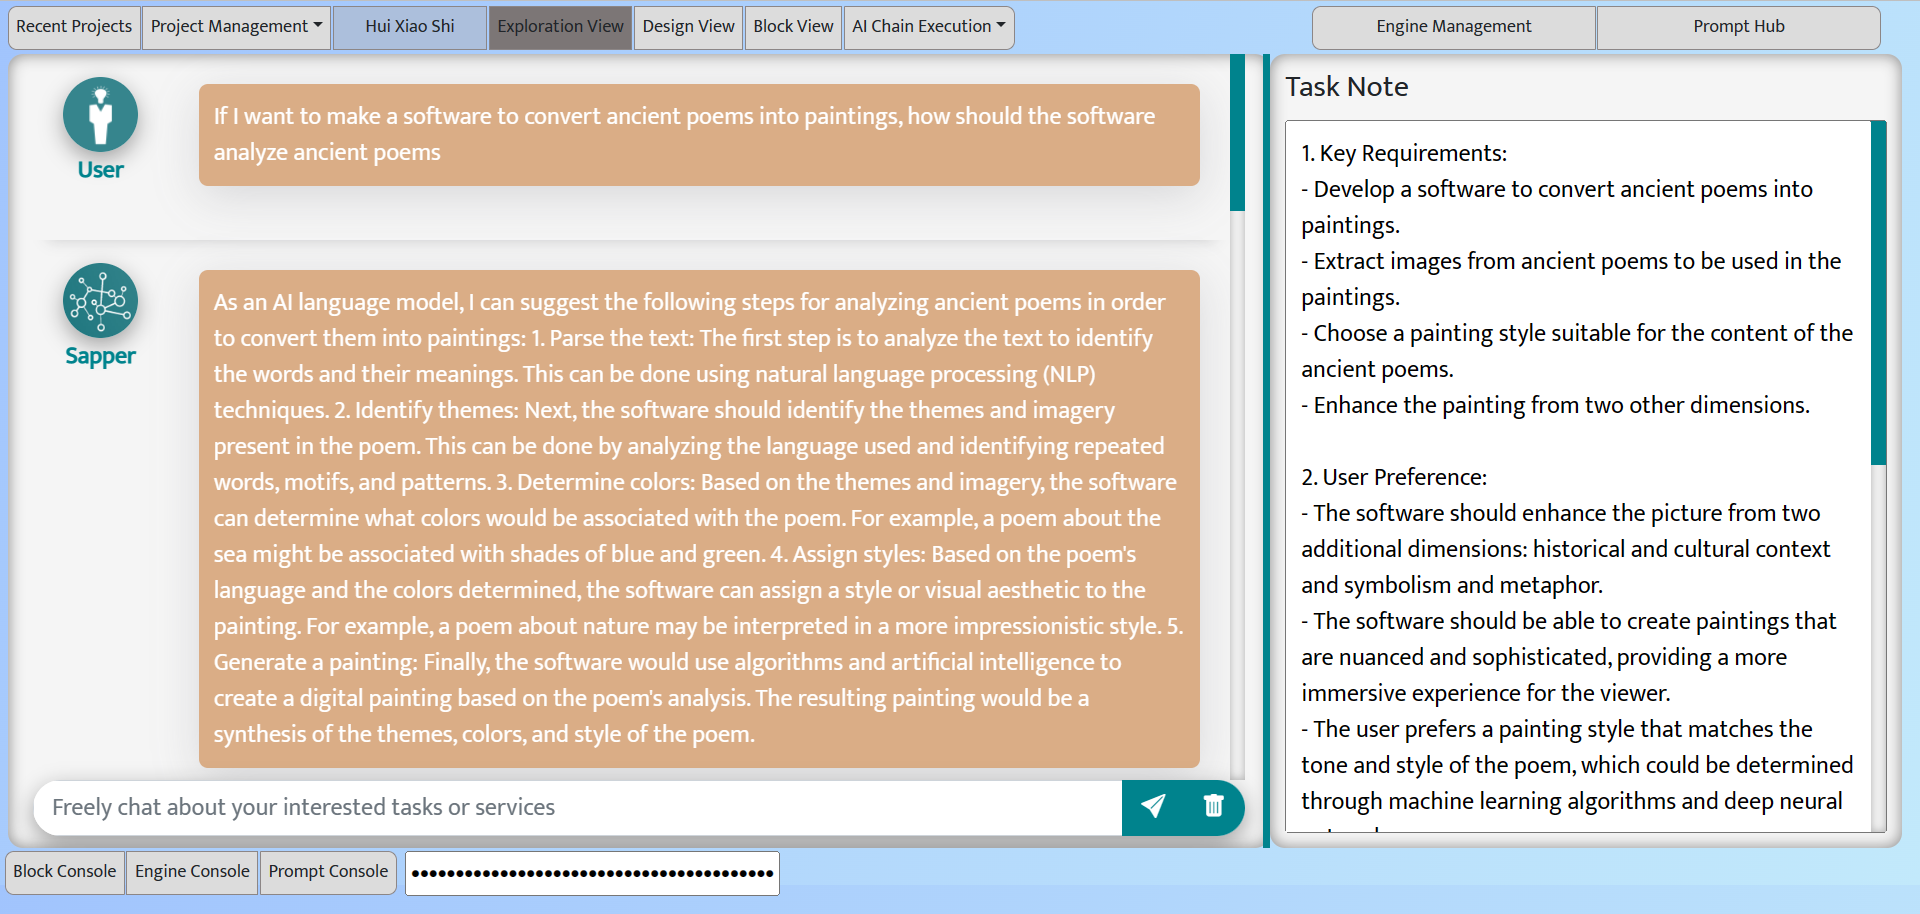 Recent Projects
Project Management
Hui Xiao Shi
Exploration View
Design View
Block View
AI Chain Execution
Engine Management
Prompt Hub
User
If I want to make a software to convert ancient poems into paintings, how should the software
analyze ancient poems
Sapper
As an AI language model, I can suggest the following steps for analyzing ancient poems in order
to convert them into paintings: 1. Parse the text: The first step is to analyze the text to identify
the words and their meanings. This can be done using natural language processing (NLP)
techniques. 2. Identify themes: Next, the software should identify the themes and imagery
present in the poem. This can be done by analyzing the language used and identifying repeated
words, motifs, and patterns. 3. Determine colors: Based on the themes and imagery, the software
can determine what colors would be associated with the poem. For example, a poem about the
sea might be associated with shades of blue and green. 4. Assign styles: Based on the poem's
language and the colors determined, the software can assign a style or visual aesthetic to the
painting. For example, a poem about nature may be interpreted in a more impressionistic style. 5.
Generate a painting: Finally, the software would use algorithms and artificial intelligence to
create a digital painting based on the poem's analysis. The resulting painting would be a
synthesis of the themes, colors, and style of the poem.
Freely chat about your interested tasks or services
Task Note
1. Key Requirements:
- Develop a software to convert ancient poems into
paintings.
- Extract images from ancient poems to be used in the
paintings.
- Choose a painting style suitable for the content of the
ancient poems.
- Enhance the painting from two other dimensions.
2. User Preference:
- The software should enhance the picture from two
additional dimensions: historical and cultural context
and symbolism and metaphor.
- The software should be able to create paintings that
are nuanced and sophisticated, providing a more
immersive experience for the viewer.
- The user prefers a painting style that matches the
tone and style of the poem, which could be determined
through machine learning algorithms and deep neural
Block Console
Engine Console
Prompt Console